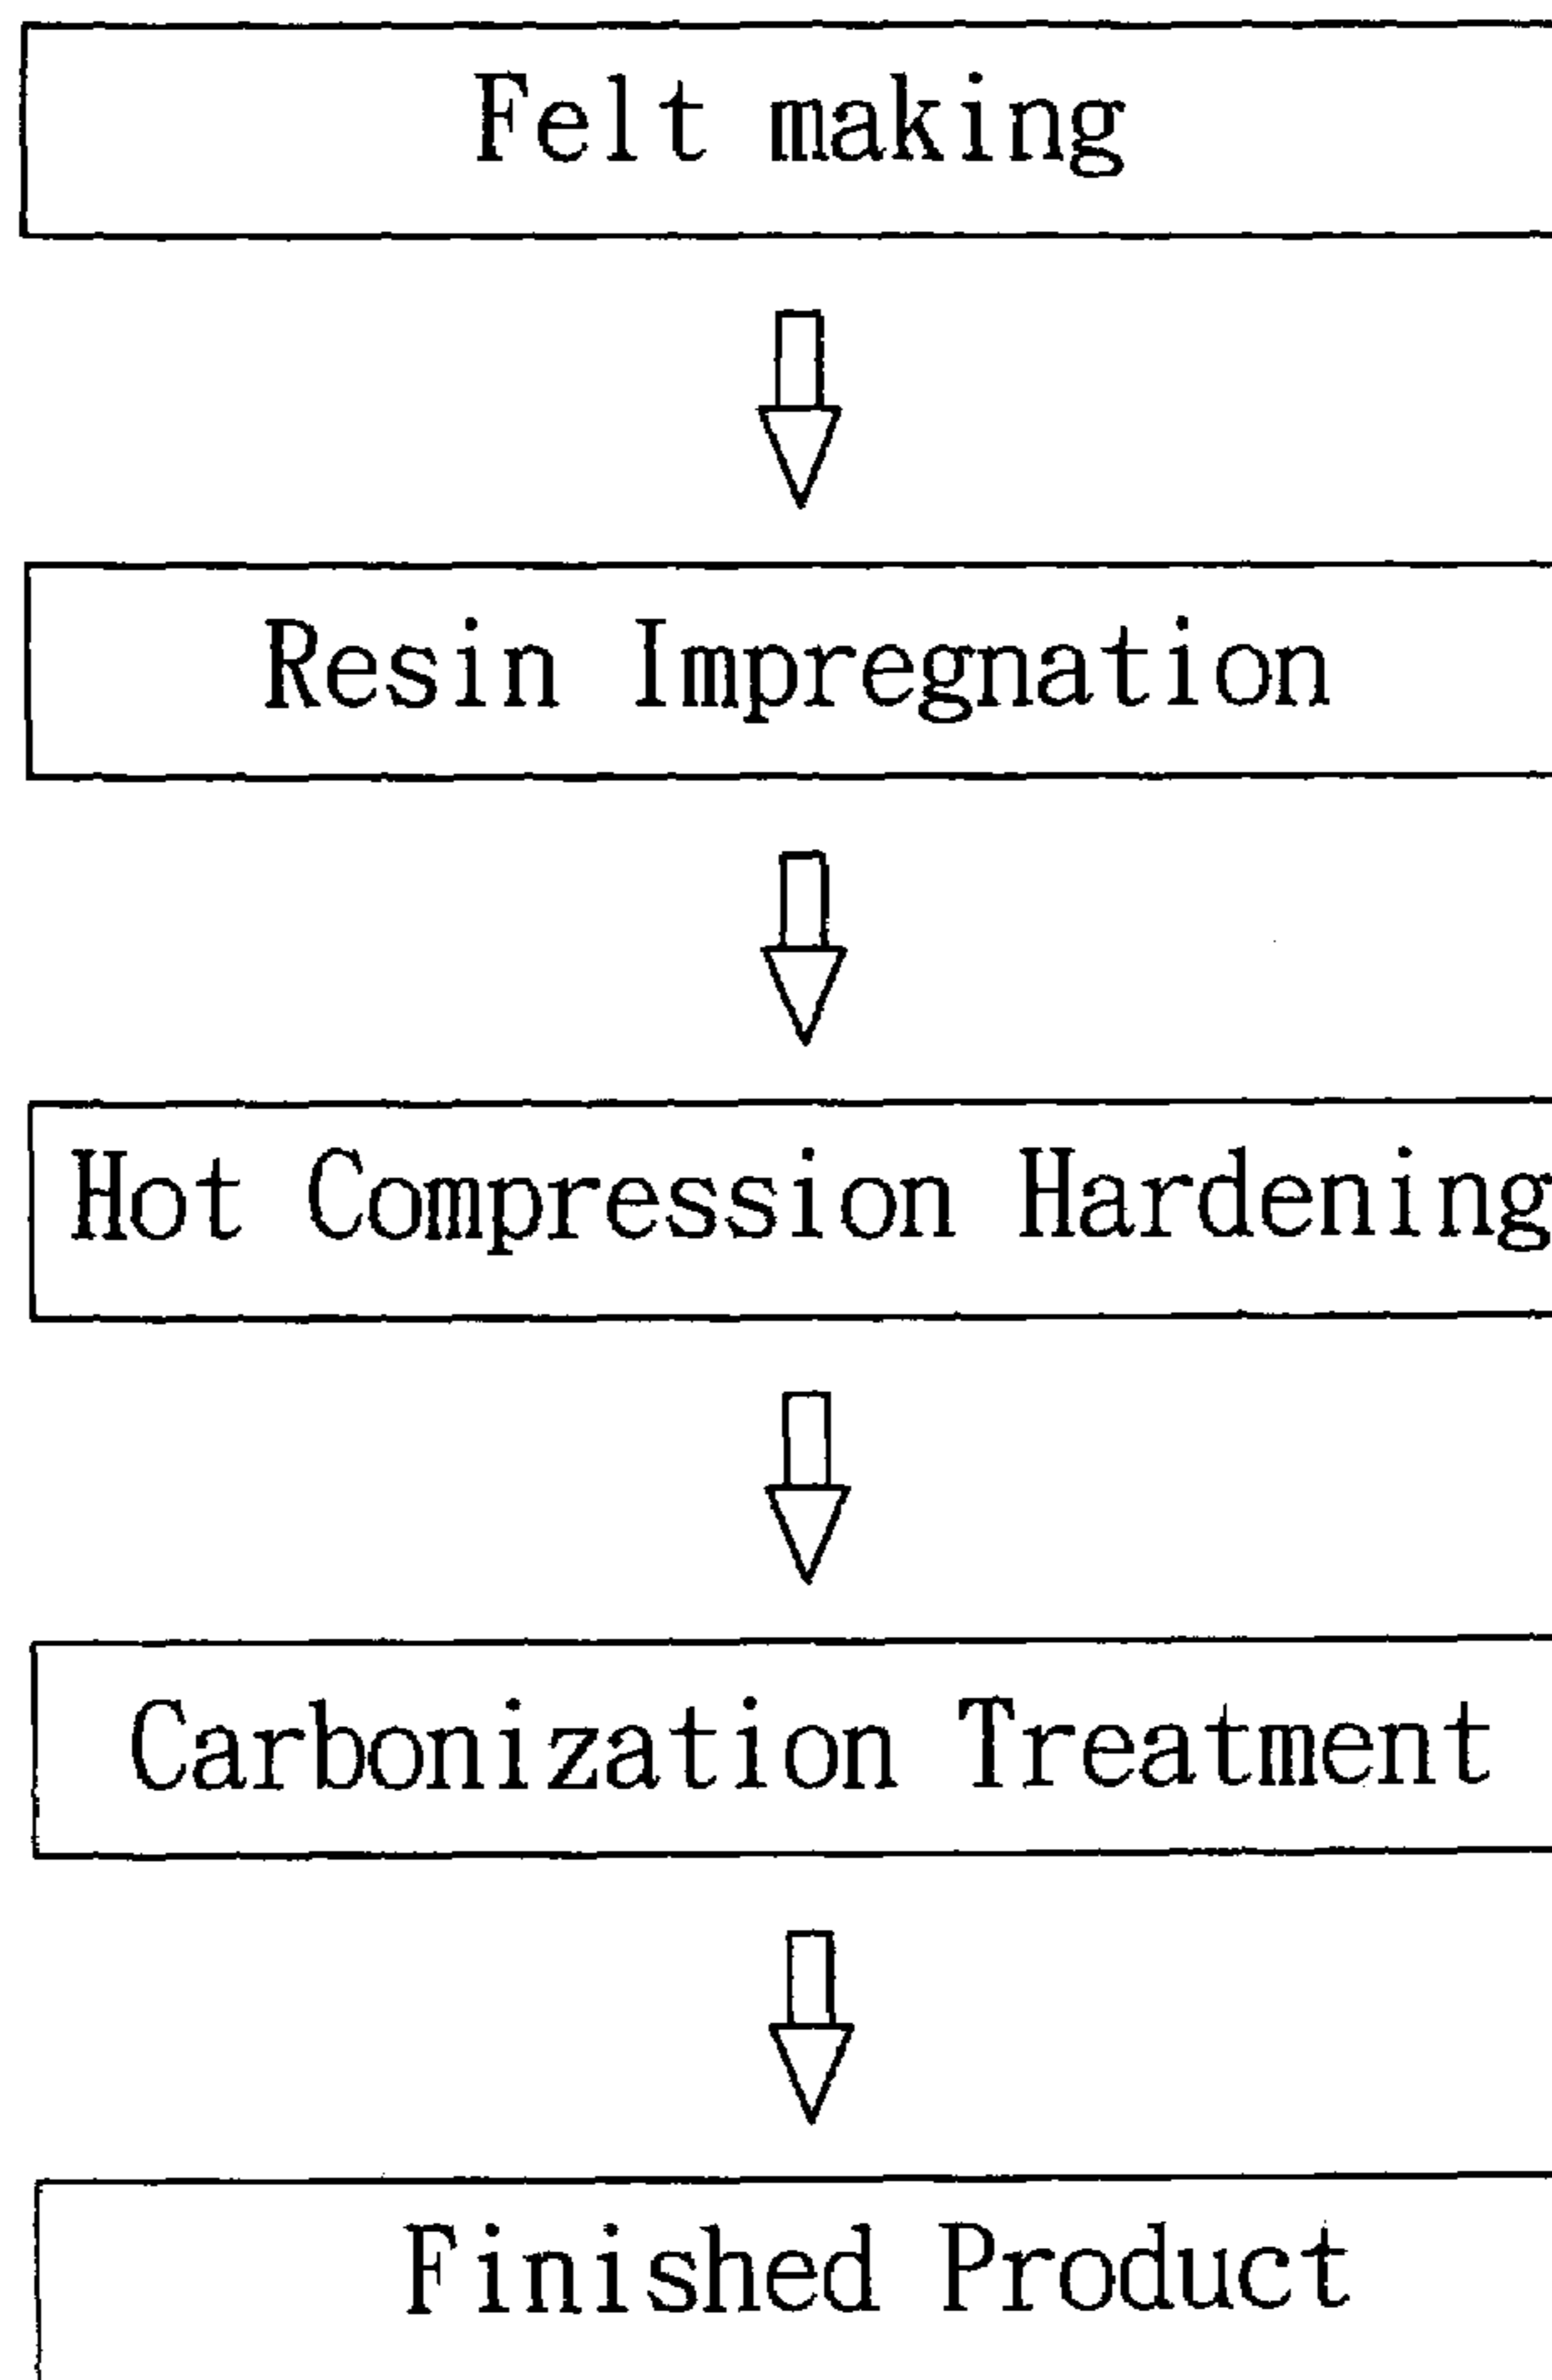 Felt making
Resin Impregnation
Hot Compression Hardening
Carbonization Treatment
Finished Product